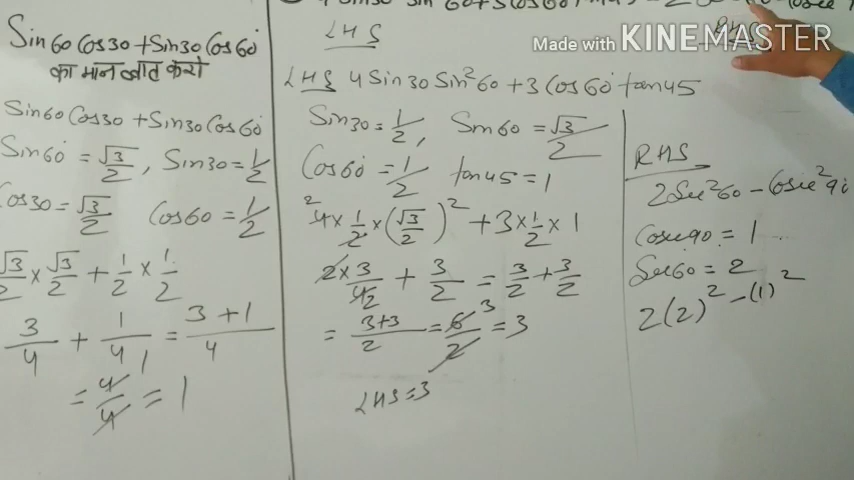 Sin60 Cos30 + Sin30 Cos60
का मान ज्ञात करो
Sin60 Cos30 + Sin30 Cos60
Sin60 = √3/2, Sin30 = 1/2
Cos30 = √3/2 Cos60 = 1/2
√3/2 × √3/2 + 1/2 × 1/2
3/4 + 1/4 = 3+1/4
= 4/4 = 1
LHS
LHS 4 Sin30 Sin²60 + 3 Cos60 tan45
Sin30 = 1/2, Sin60 = √3/2
Cos60 = 1/2 tan45 = 1
2 4 × 1/2 × (√3/2)² + 3 × 1/2 × 1
2 × 3/4 2 + 3/2 = 3/2 + 3/2
= 3+3/2 = 6/2 3 = 3
LHS = 3
RHS
RHS
2Sec²60 - Cosec²90
Cosec90 = 1
Sec60 = 2
2(2)² - (1)²
Made with KINEMASTER